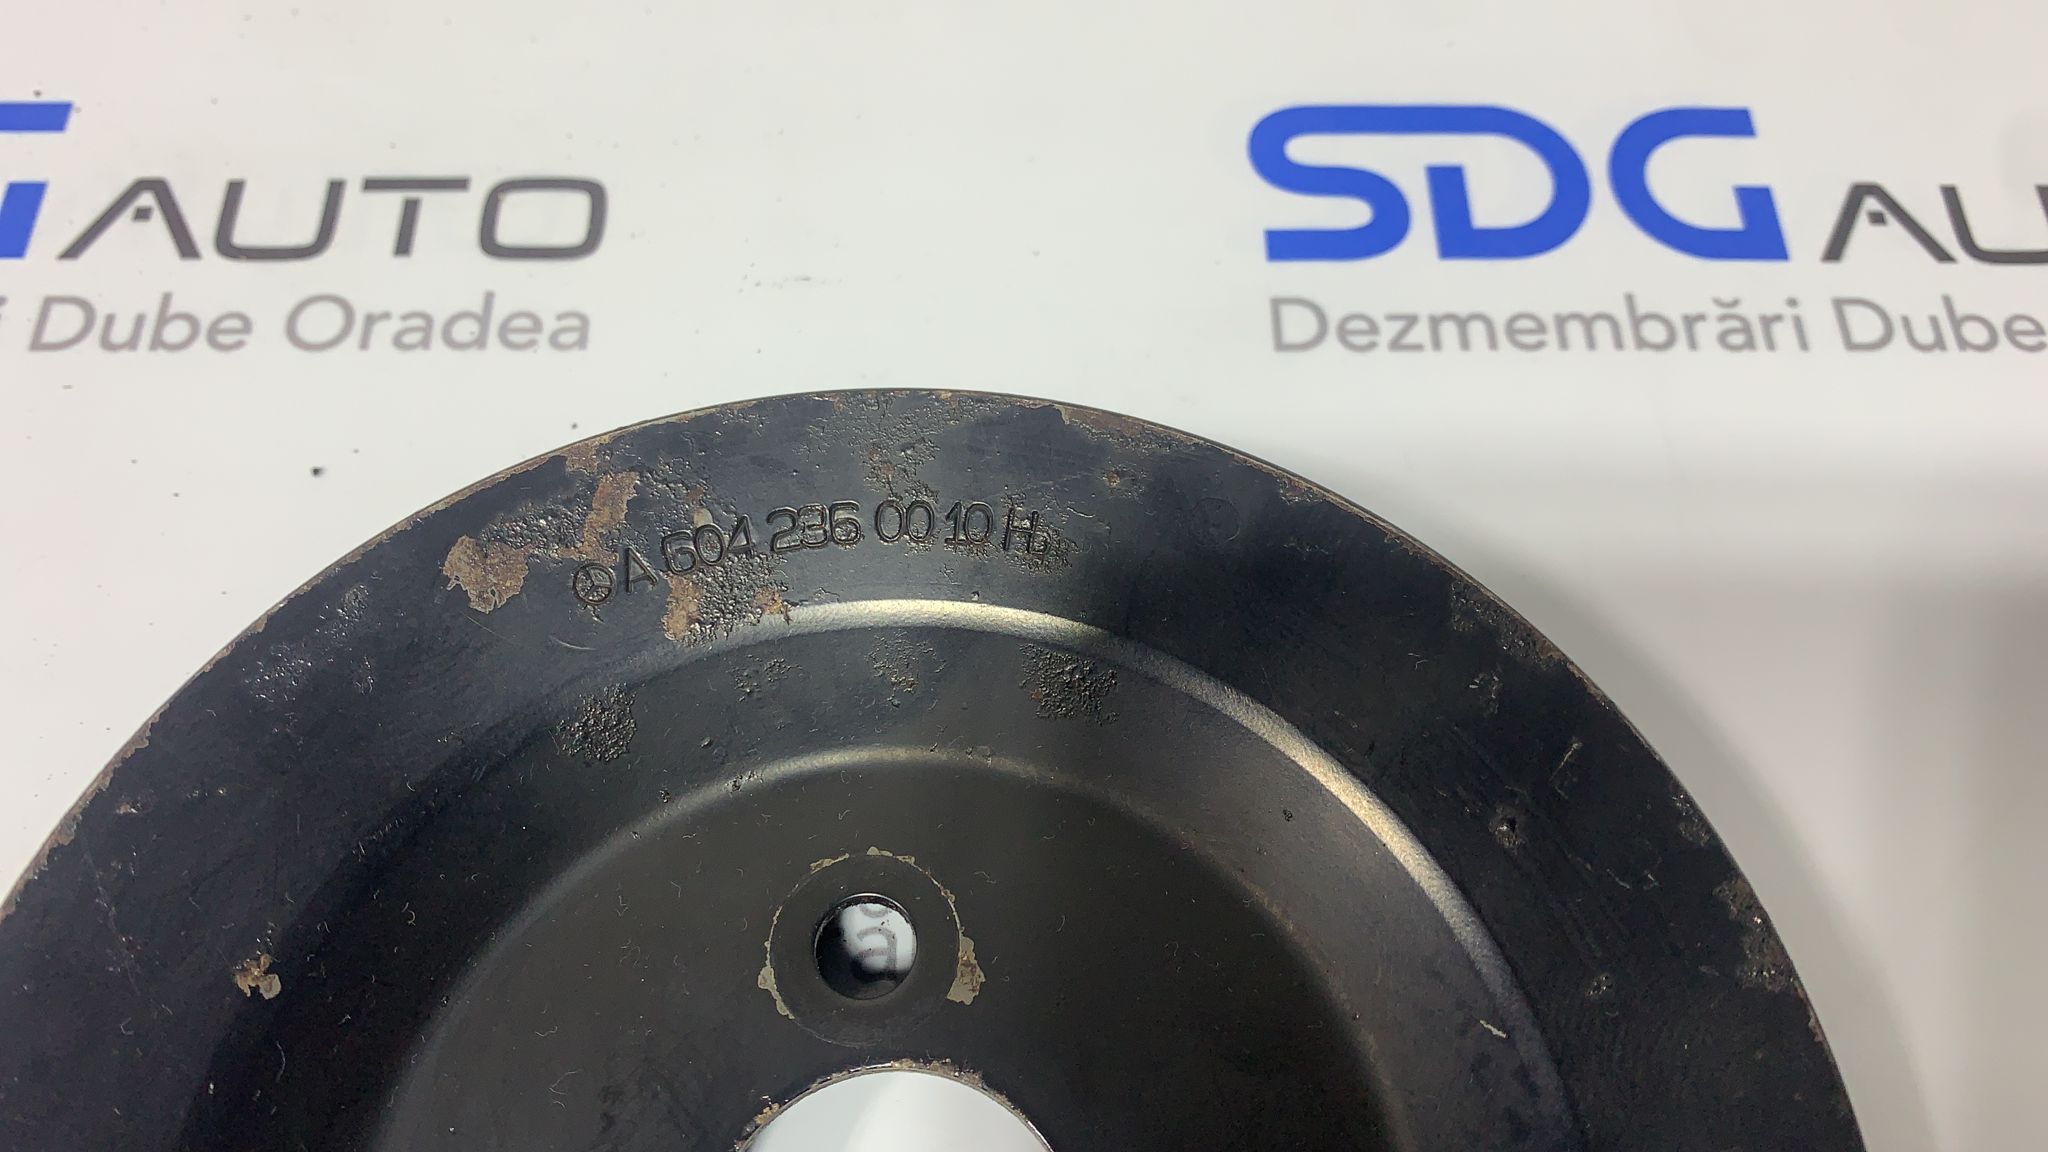 AUTO
Dube Oradea
SDG AU
Dezmembrări Dube
A 604 236 00 10 H